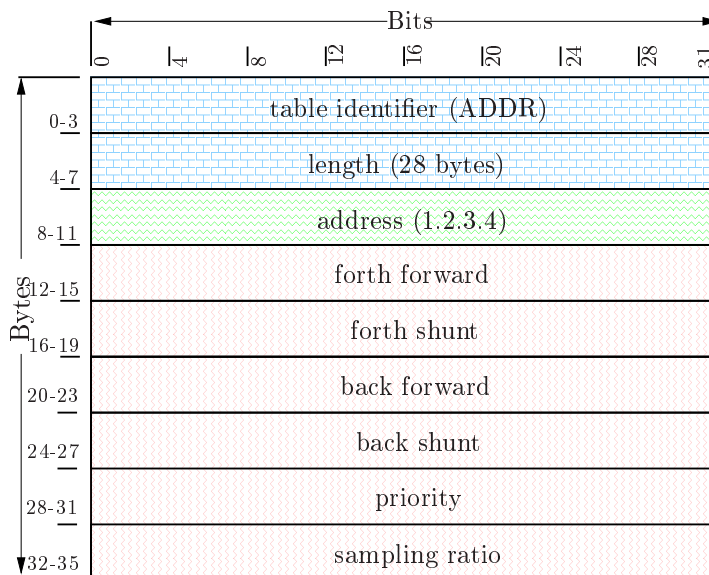 Bits
0 4 8 12 16 20 24 28 31
Bytes
0-3 table identifier (ADDR)
4-7 length (28 bytes)
8-11 address (1.2.3.4)
12-15 forth forward
16-19 forth shunt
20-23 back forward
24-27 back shunt
28-31 priority
32-35 sampling ratio